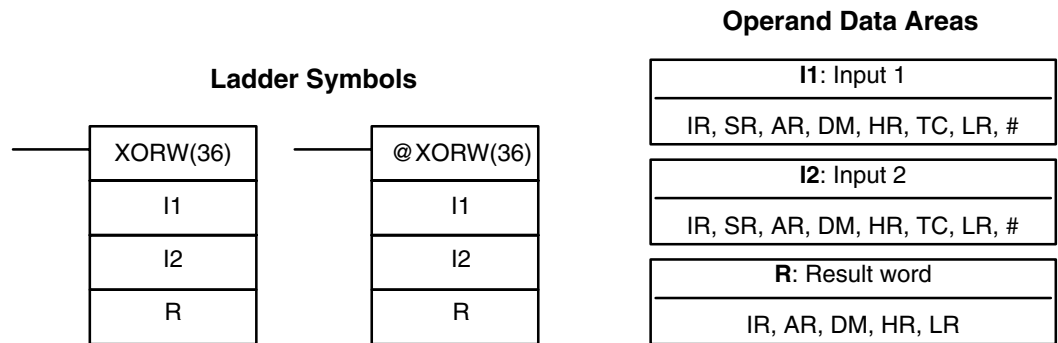 Ladder Symbols
XORW(36)
I1
I2
R
@XORW(36)
I1
I2
R
Operand Data Areas
I1: Input 1
IR, SR, AR, DM, HR, TC, LR, #
I2: Input 2
IR, SR, AR, DM, HR, TC, LR, #
R: Result word
IR, AR, DM, HR, LR